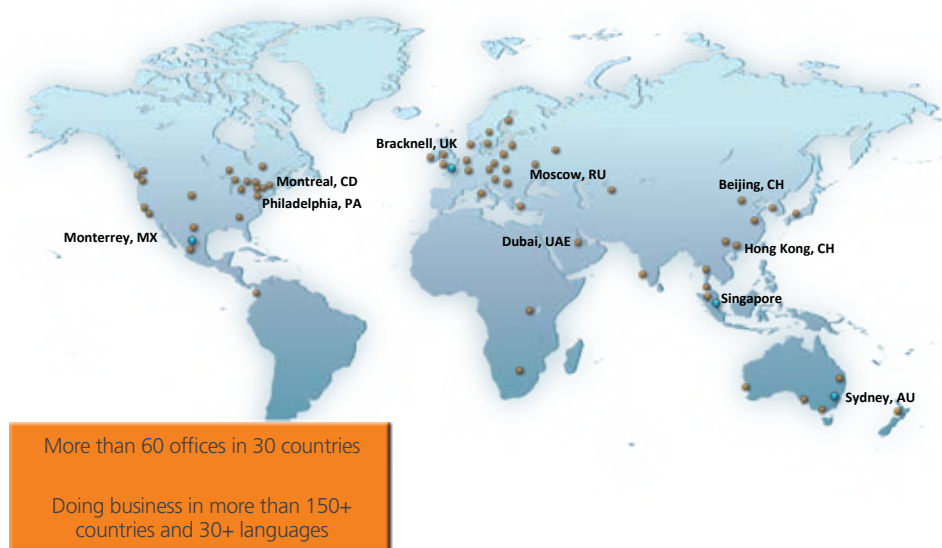 Bracknell, UK
Montreal, CD
Moscow, RU
Beijing, CH
Philadelphia, PA
Monterrey, MX
Dubai, UAE
Hong Kong, CH
Singapore
Sydney, AU
More than 60 offices in 30 countries
Doing business in more than 150+
countries and 30+ languages